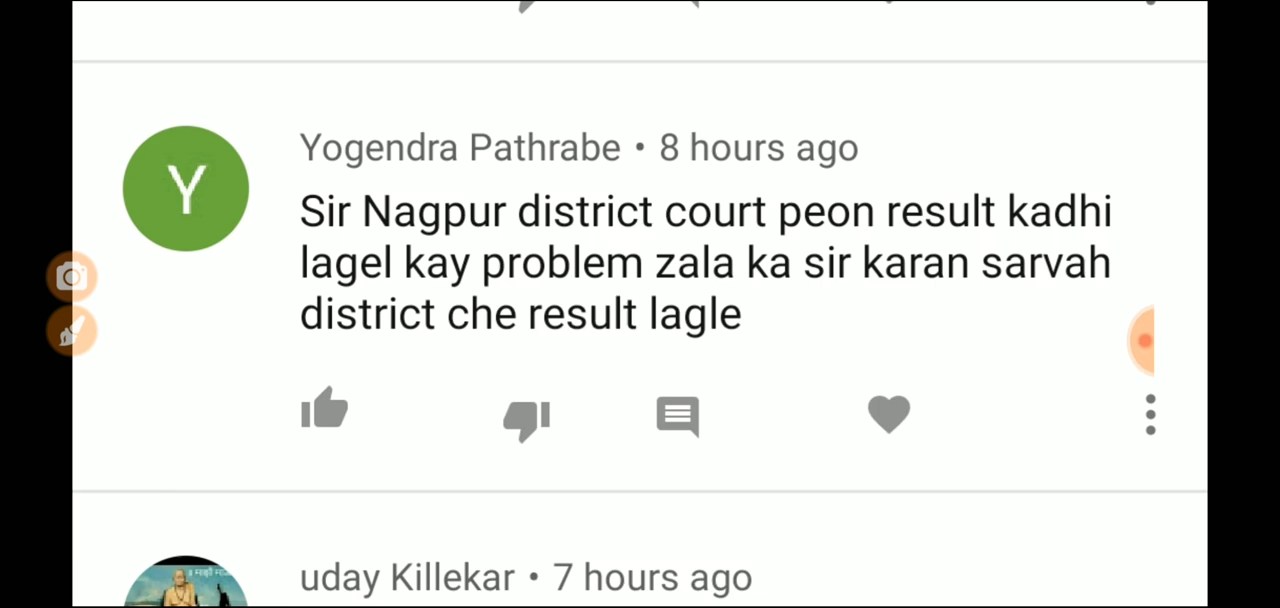 Yogendra Pathrabe • 8 hours ago
Y
Sir Nagpur district court peon result kadhi
lagel kay problem zala ka sir karan sarvah
district che result lagle
uday Killekar • 7 hours ago